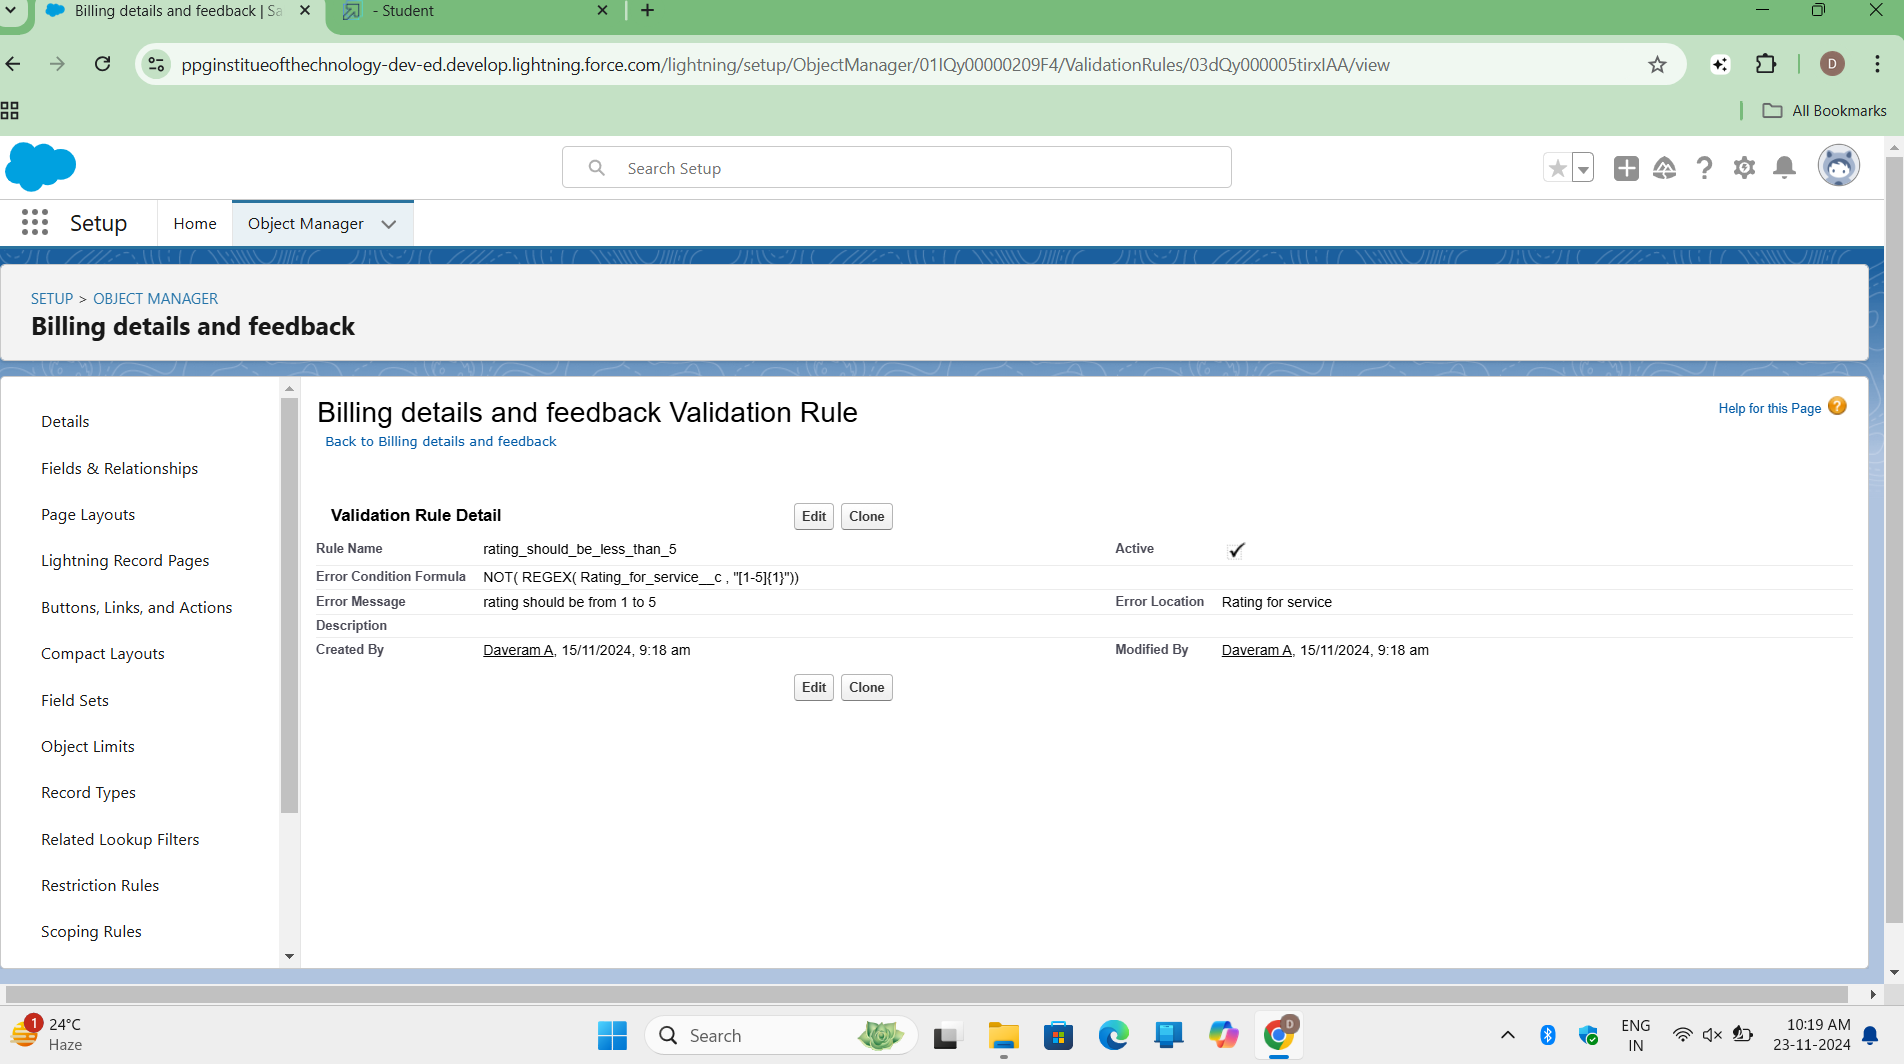 Billing details and feedback | Sa
- Student
ppginstitueofthechnology-dev-ed.develop.lightning.force.com/lightning/setup/ObjectManager/01IQy00000209F4/ValidationRules/03dQy000005tirxIAA/view
D
All Bookmarks
Search Setup
Setup
Home
Object Manager
SETUP > OBJECT MANAGER
Billing details and feedback
Details
Fields & Relationships
Page Layouts
Lightning Record Pages
Buttons, Links, and Actions
Compact Layouts
Field Sets
Object Limits
Record Types
Related Lookup Filters
Restriction Rules
Scoping Rules
Billing details and feedback Validation Rule
Help for this Page ?
Back to Billing details and feedback
Validation Rule Detail
Edit Clone
Rule Name rating_should_be_less_than_5 Active
Error Condition Formula NOT( REGEX( Rating_for_service__c , "[1-5]{1}"))
Error Message rating should be from 1 to 5 Error Location Rating for service
Description
Created By Daveram A, 15/11/2024, 9:18 am Modified By Daveram A, 15/11/2024, 9:18 am
Edit Clone
1
24°C
Haze
Search
D
ENG
IN
10:19 AM
23-11-2024